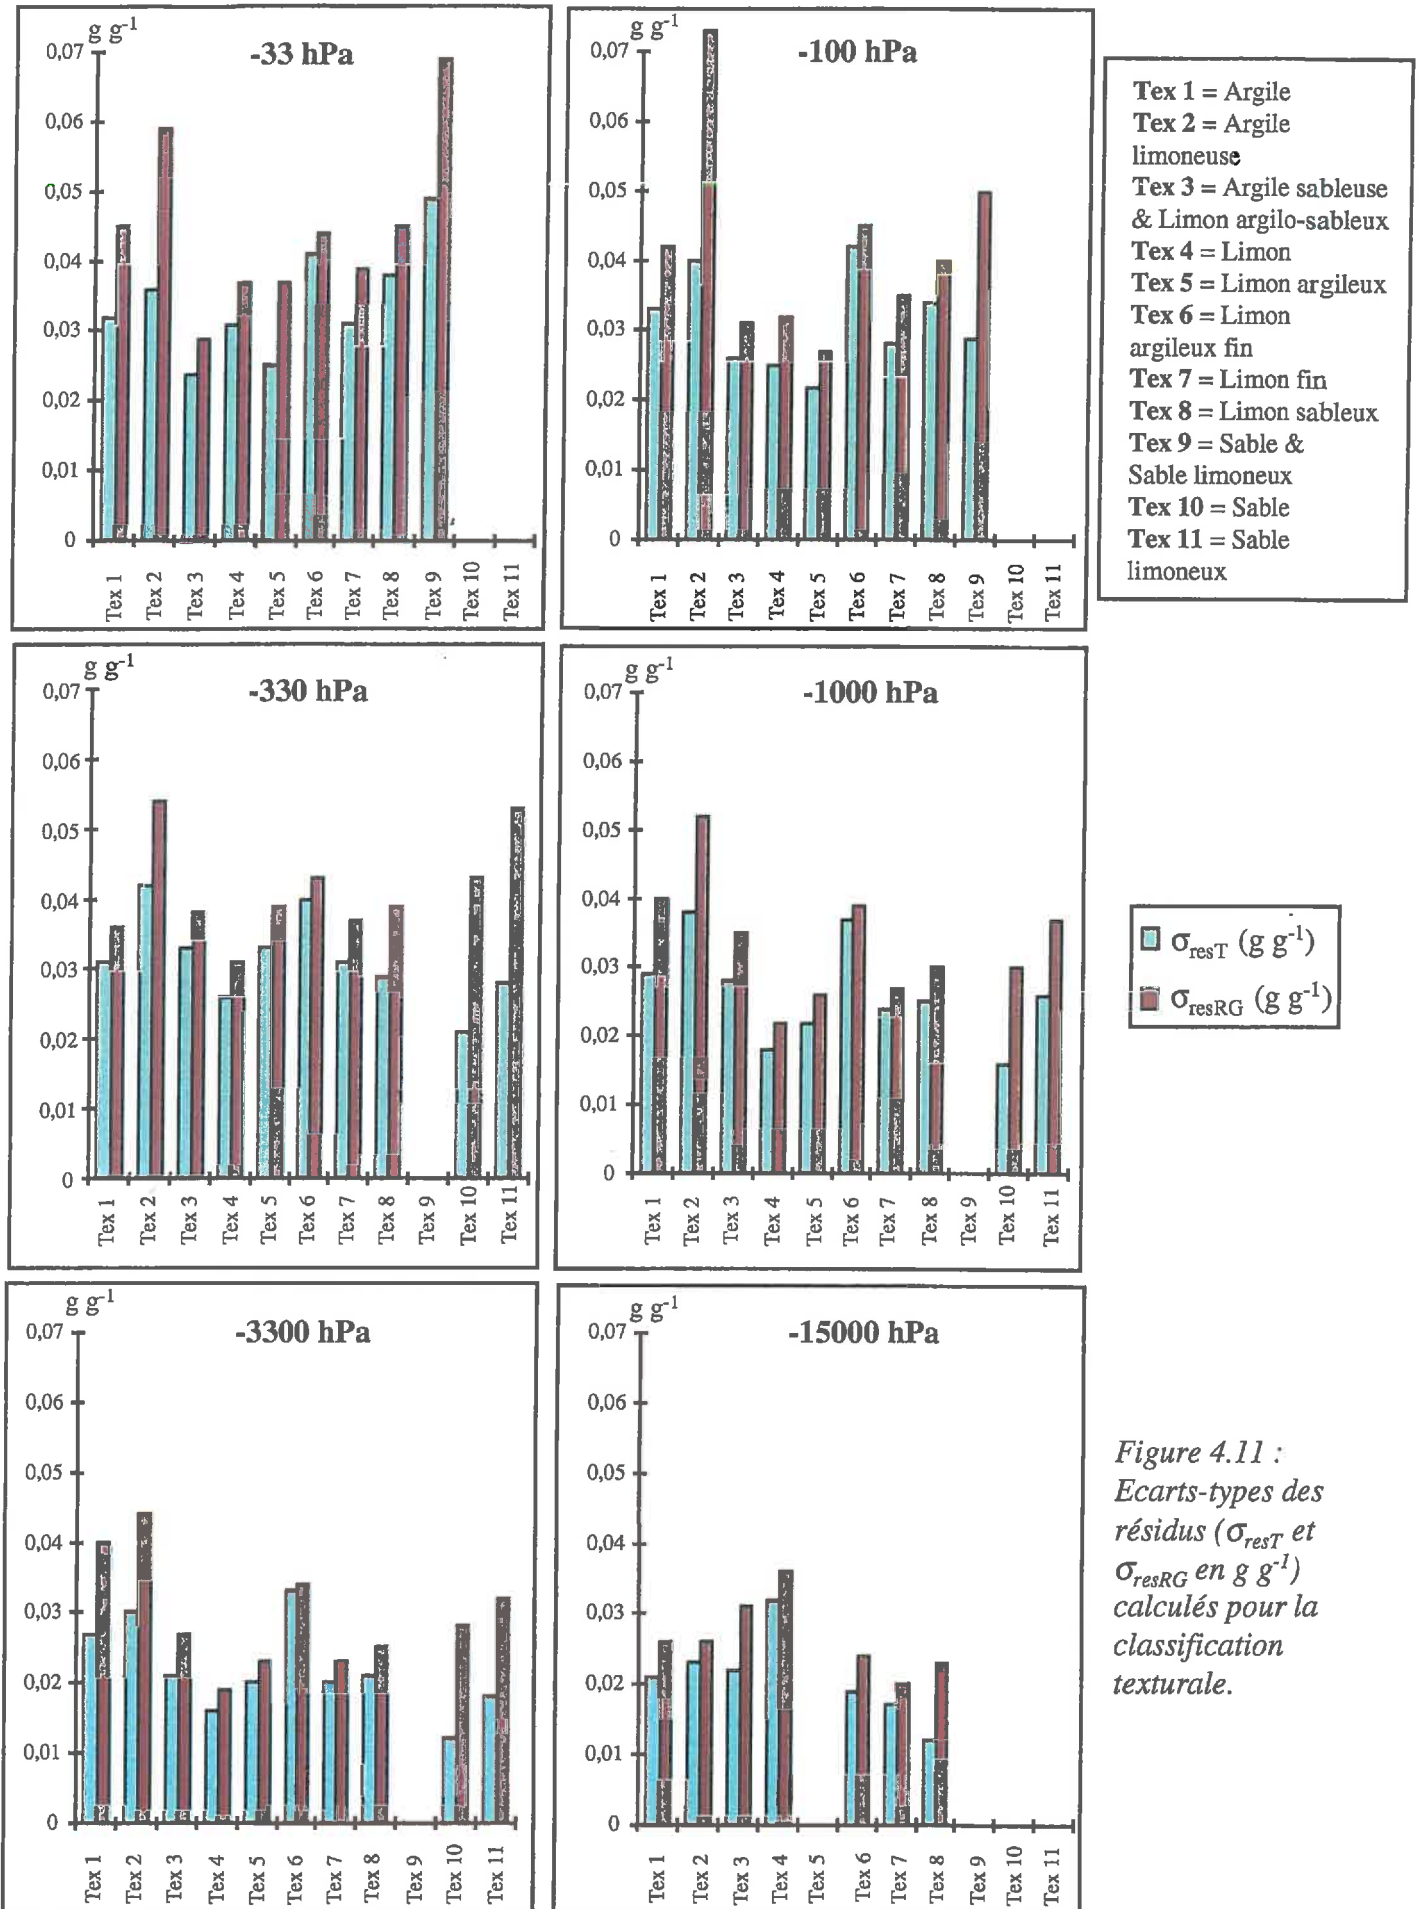 g g-1
-33 hPa
0,07
0,06
0,05
0,04
0,03
0,02
0,01
0
Tex 1
Tex 2
Tex 3
Tex 4
Tex 5
Tex 6
Tex 7
Tex 8
Tex 9
Tex 10
Tex 11
g g-1
-100 hPa
0,07
0,06
0,05
0,04
0,03
0,02
0,01
0
Tex 1
Tex 2
Tex 3
Tex 4
Tex 5
Tex 6
Tex 7
Tex 8
Tex 9
Tex 10
Tex 11
Tex 1 = Argile
Tex 2 = Argile
limoneuse
Tex 3 = Argile sableuse
& Limon argilo-sableux
Tex 4 = Limon
Tex 5 = Limon argileux
Tex 6 = Limon
argileux fin
Tex 7 = Limon fin
Tex 8 = Limon sableux
Tex 9 = Sable &
Sable limoneux
Tex 10 = Sable
Tex 11 = Sable
limoneux
g g-1
-330 hPa
0,07
0,06
0,05
0,04
0,03
0,02
0,01
0
Tex 1
Tex 2
Tex 3
Tex 4
Tex 5
Tex 6
Tex 7
Tex 8
Tex 9
Tex 10
Tex 11
g g-1
-1000 hPa
0,07
0,06
0,05
0,04
0,03
0,02
0,01
0
Tex 1
Tex 2
Tex 3
Tex 4
Tex 5
Tex 6
Tex 7
Tex 8
Tex 9
Tex 10
Tex 11
σresT (g g-1)
σresRG (g g-1)
g g-1
-3300 hPa
0,07
0,06
0,05
0,04
0,03
0,02
0,01
0
Tex 1
Tex 2
Tex 3
Tex 4
Tex 5
Tex 6
Tex 7
Tex 8
Tex 9
Tex 10
Tex 11
g g-1
-15000 hPa
0,07
0,06
0,05
0,04
0,03
0,02
0,01
0
Tex 1
Tex 2
Tex 3
Tex 4
Tex 5
Tex 6
Tex 7
Tex 8
Tex 9
Tex 10
Tex 11
Figure 4.11 :
Ecarts-types des
résidus (σresT et
σresRG en g g-1)
calculés pour la
classification
texturale.